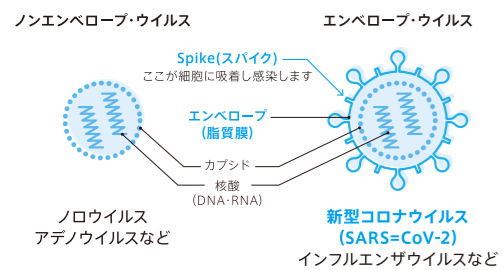 ノンエンベロープ・ウイルス
エンベロープ・ウイルス
Spike(スパイク)
ここが細胞に吸着し感染します
エンベロープ
(脂質膜)
カプシド
核酸
(DNA・RNA)
ノロウイルス
アデノウイルスなど
新型コロナウイルス
(SARS=CoV-2)
インフルエンザウイルスなど